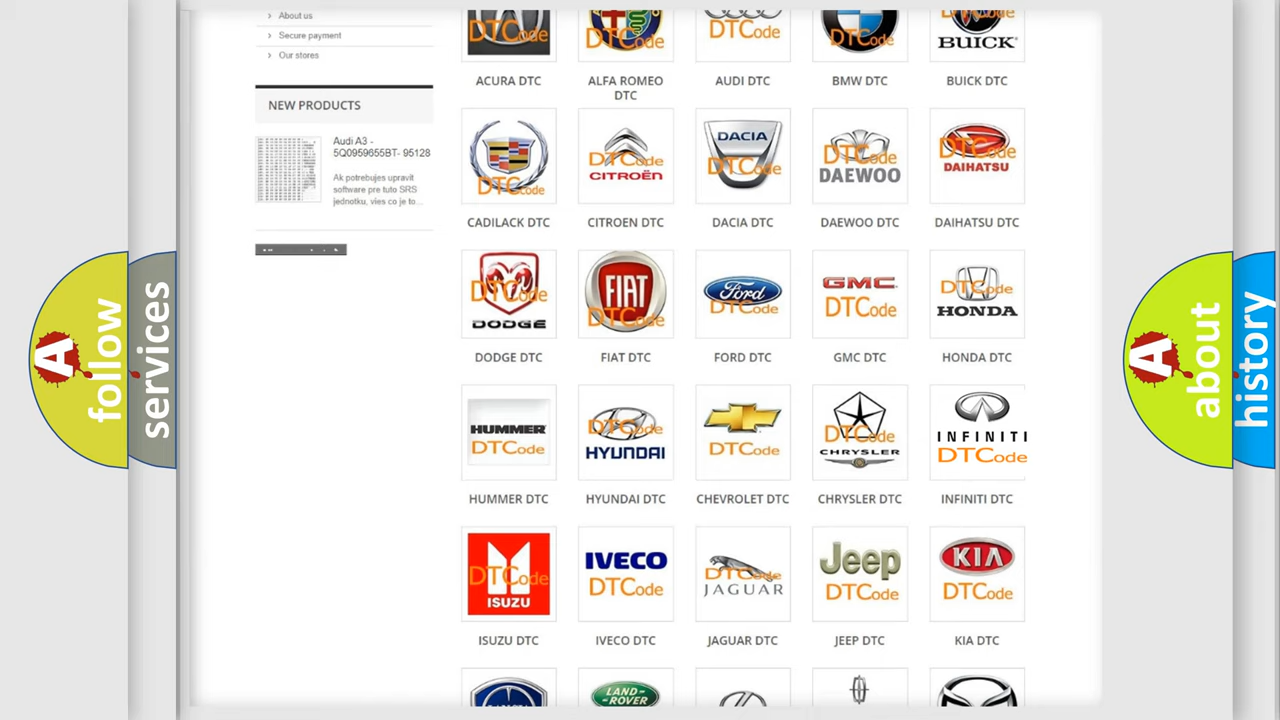 About us
Secure payment
Our stores
NEW PRODUCTS
Audi A3 -
5Q0959655BT- 95128
Ak potrebujes upravit
software pre tuto SRS
jednotku, vies co je to...
DTCode
DTCode
DTCode
DTCode
BUICK
ACURA DTC
ALFA ROMEO
DTC
AUDI DTC
BMW DTC
BUICK DTC
DTCode
DTCode
CITROËN
DACIA
DTCode
DTCode
DAEWOO
DTCode
DAIHATSU
CADILACK DTC
CITROEN DTC
DACIA DTC
DAEWOO DTC
DAIHATSU DTC
DTCode
DODGE
FIAT
DTCode
Ford
DTCode
GMC
DTCode
DTCode
HONDA
DODGE DTC
FIAT DTC
FORD DTC
GMC DTC
HONDA DTC
HUMMER
DTCode
DTCode
HYUNDAI
DTCode
DTCode
CHRYSLER
INFINITI
DTCode
HUMMER DTC
HYUNDAI DTC
CHEVROLET DTC
CHRYSLER DTC
INFINITI DTC
DTCode
ISUZU
IVECO
DTCode
DTCode
JAGUAR
Jeep
DTCode
KIA
DTCode
ISUZU DTC
IVECO DTC
JAGUAR DTC
JEEP DTC
KIA DTC
LAND-
ROVER
A
follow
services
A
about
history